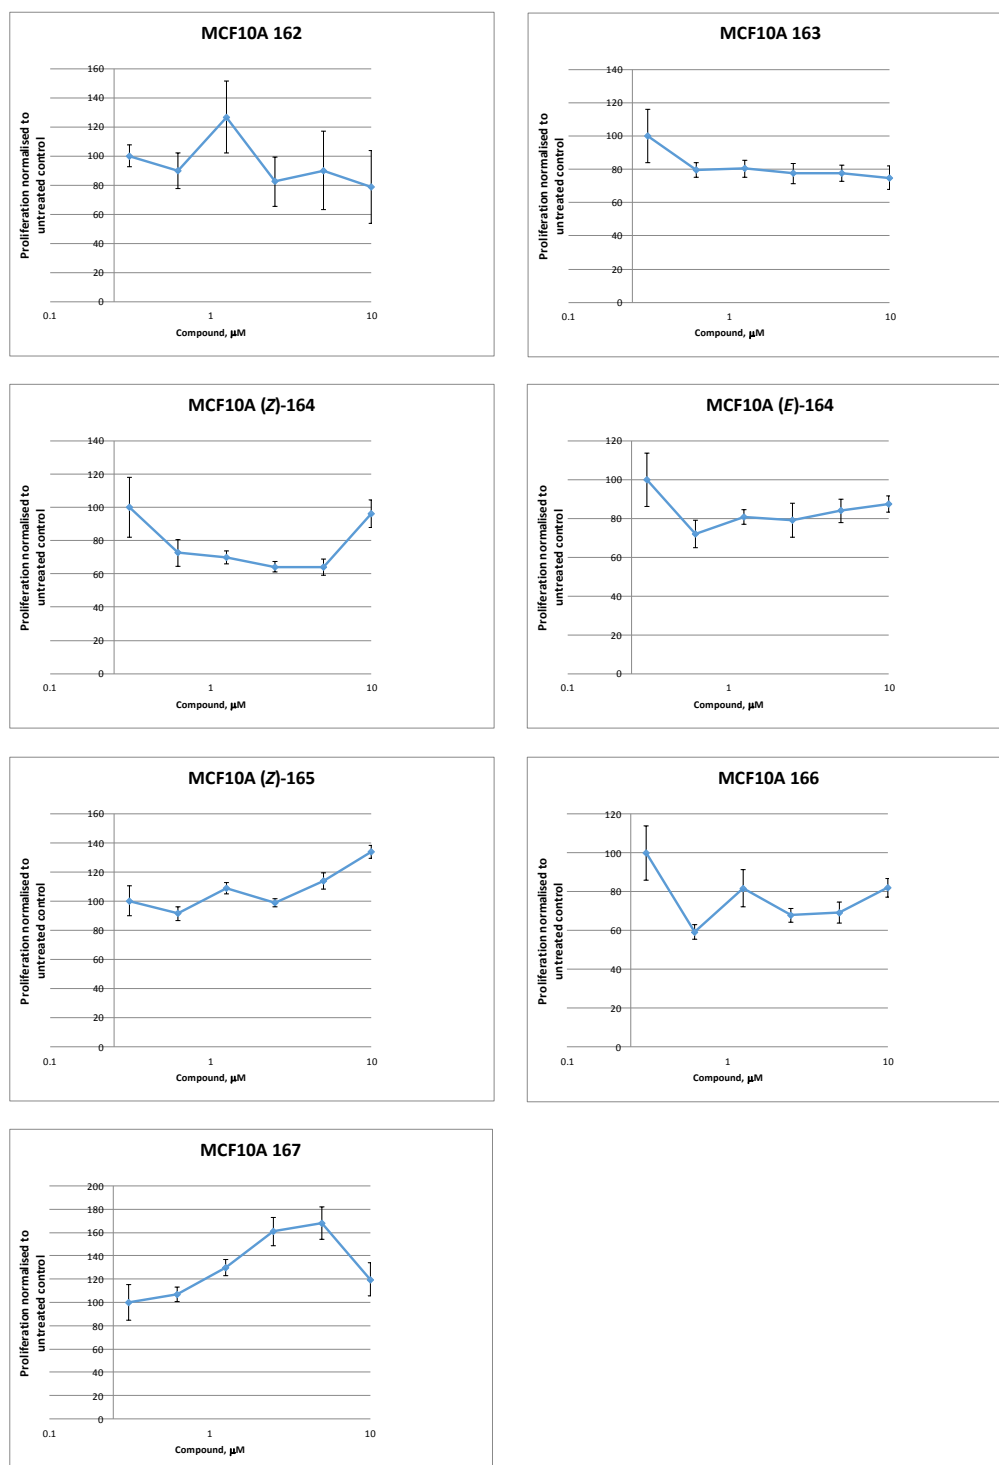 MCF10A 162
160
140
120
100
80
60
40
20
0
0.1 1 10
Proliferation normalised to
untreated control
Compound, µM
MCF10A 163
140
120
100
80
60
40
20
0
0.1 1 10
Proliferation normalised to
untreated control
Compound, µM
MCF10A (Z)-164
140
120
100
80
60
40
20
0
0.1 1 10
Proliferation normalised to
untreated control
Compound, µM
MCF10A (E)-164
120
100
80
60
40
20
0
0.1 1 10
Proliferation normalised to
untreated control
Compound, µM
MCF10A (Z)-165
160
140
120
100
80
60
40
20
0
0.1 1 10
Proliferation normalised to
untreated control
Compound, µM
MCF10A 166
120
100
80
60
40
20
0
0.1 1 10
Proliferation normalised to
untreated control
Compound, µM
MCF10A 167
200
180
160
140
120
100
80
60
40
20
0
0.1 1 10
Proliferation normalised to
untreated control
Compound, µM